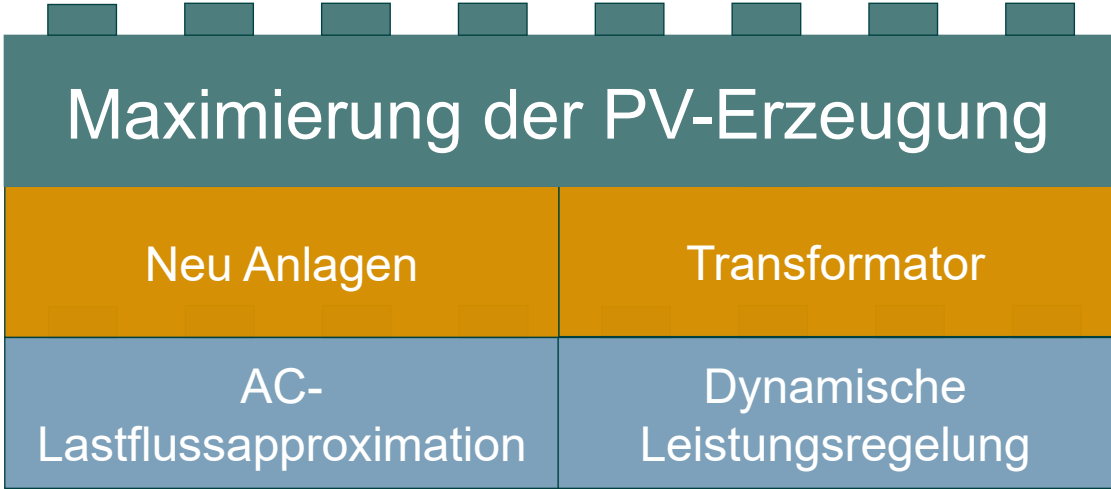 Maximierung der PV-Erzeugung
Neu Anlagen
Transformator
AC-
Lastflussapproximation
Dynamische
Leistungsregelung